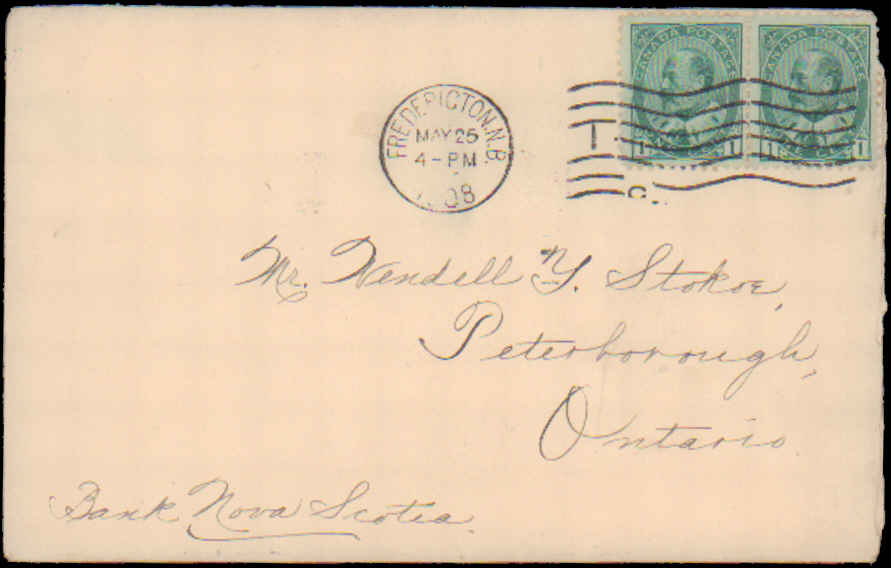 CANADA POSTAGE CANADA POSTAGE
FREDERICTON, N.B.
MAY 25
4-PM
1908
1 1 1 1
Mr. Wendell Y. Stokoe,
Peterborough,
Ontario
Bank Nova Scotia.